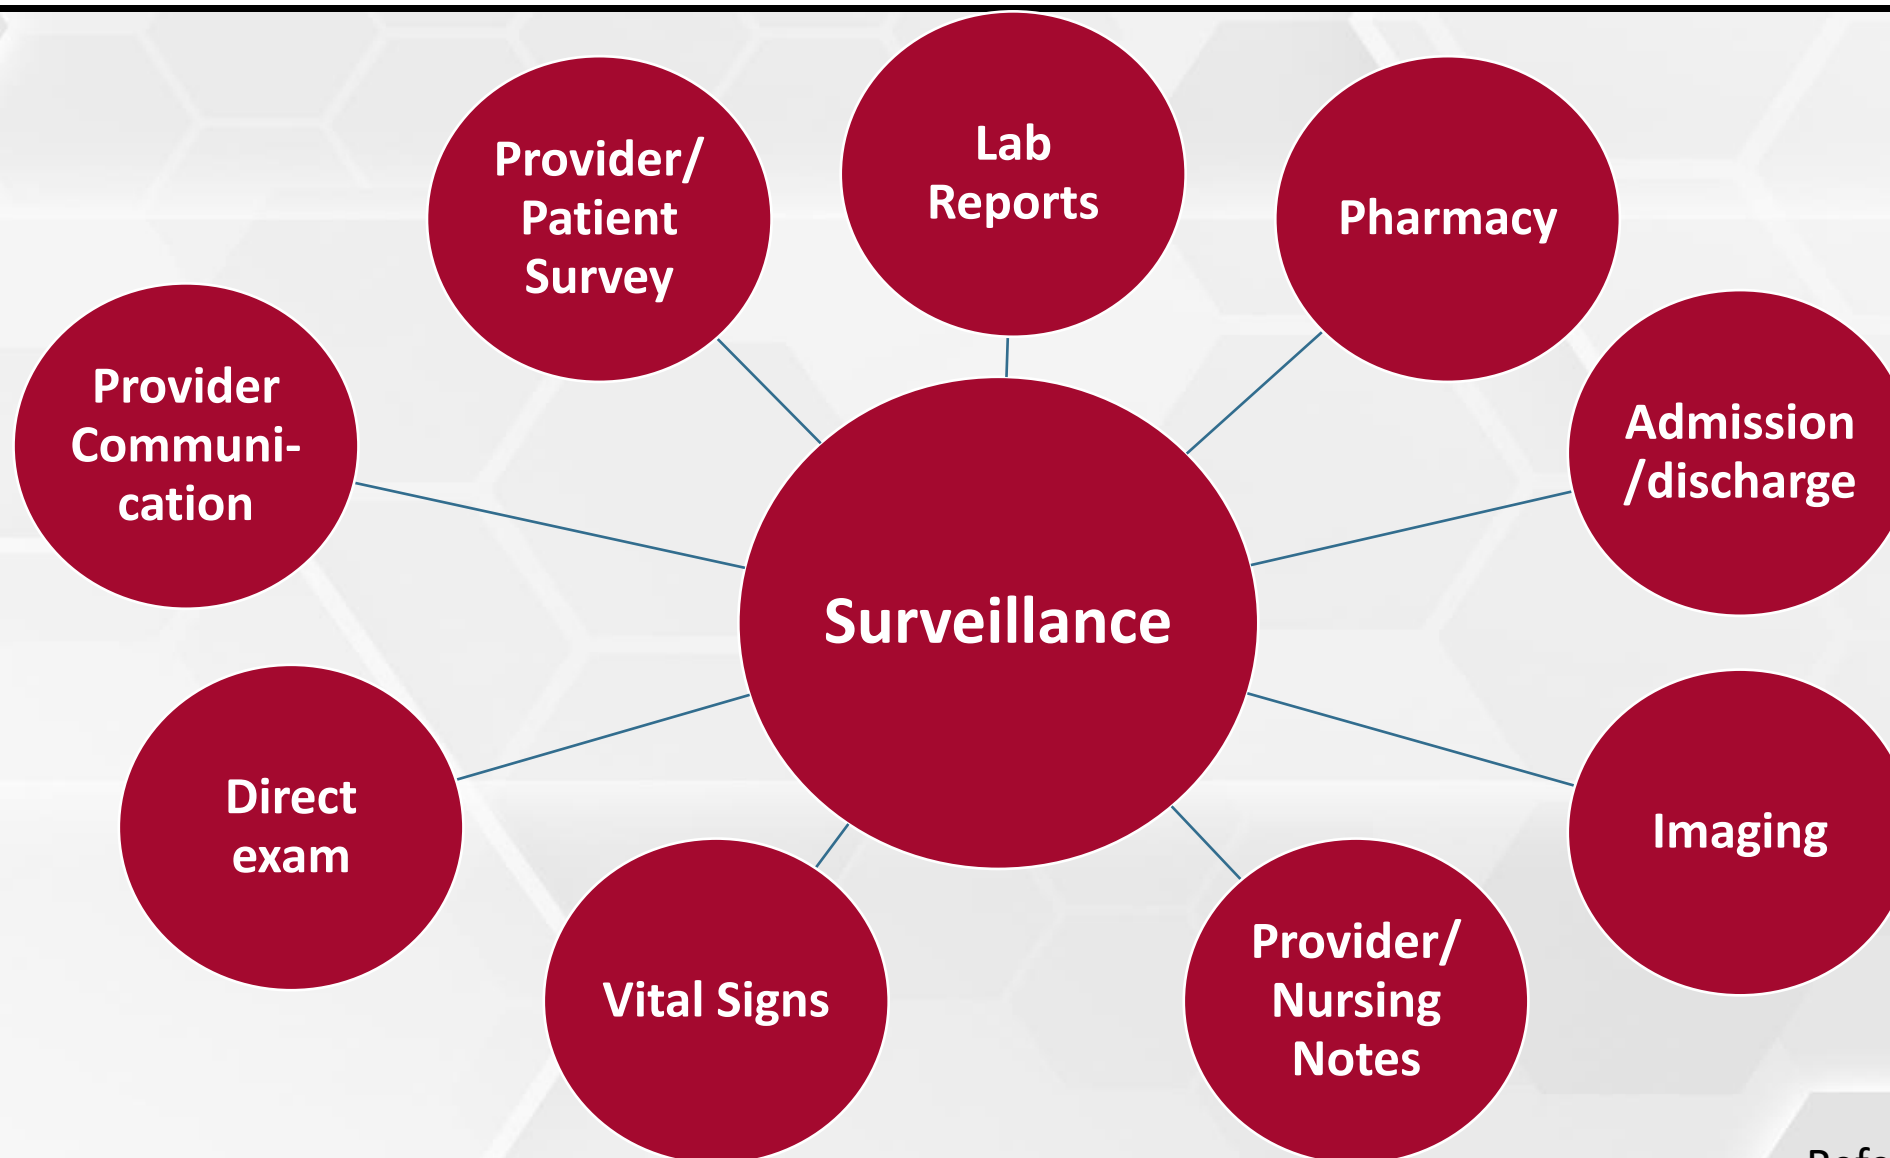 Lab
Reports
Provider/
Patient
Survey
Pharmacy
Provider
Communi-
cation
Admission
/discharge
Surveillance
Direct
exam
Imaging
Vital Signs
Provider/
Nursing
Notes